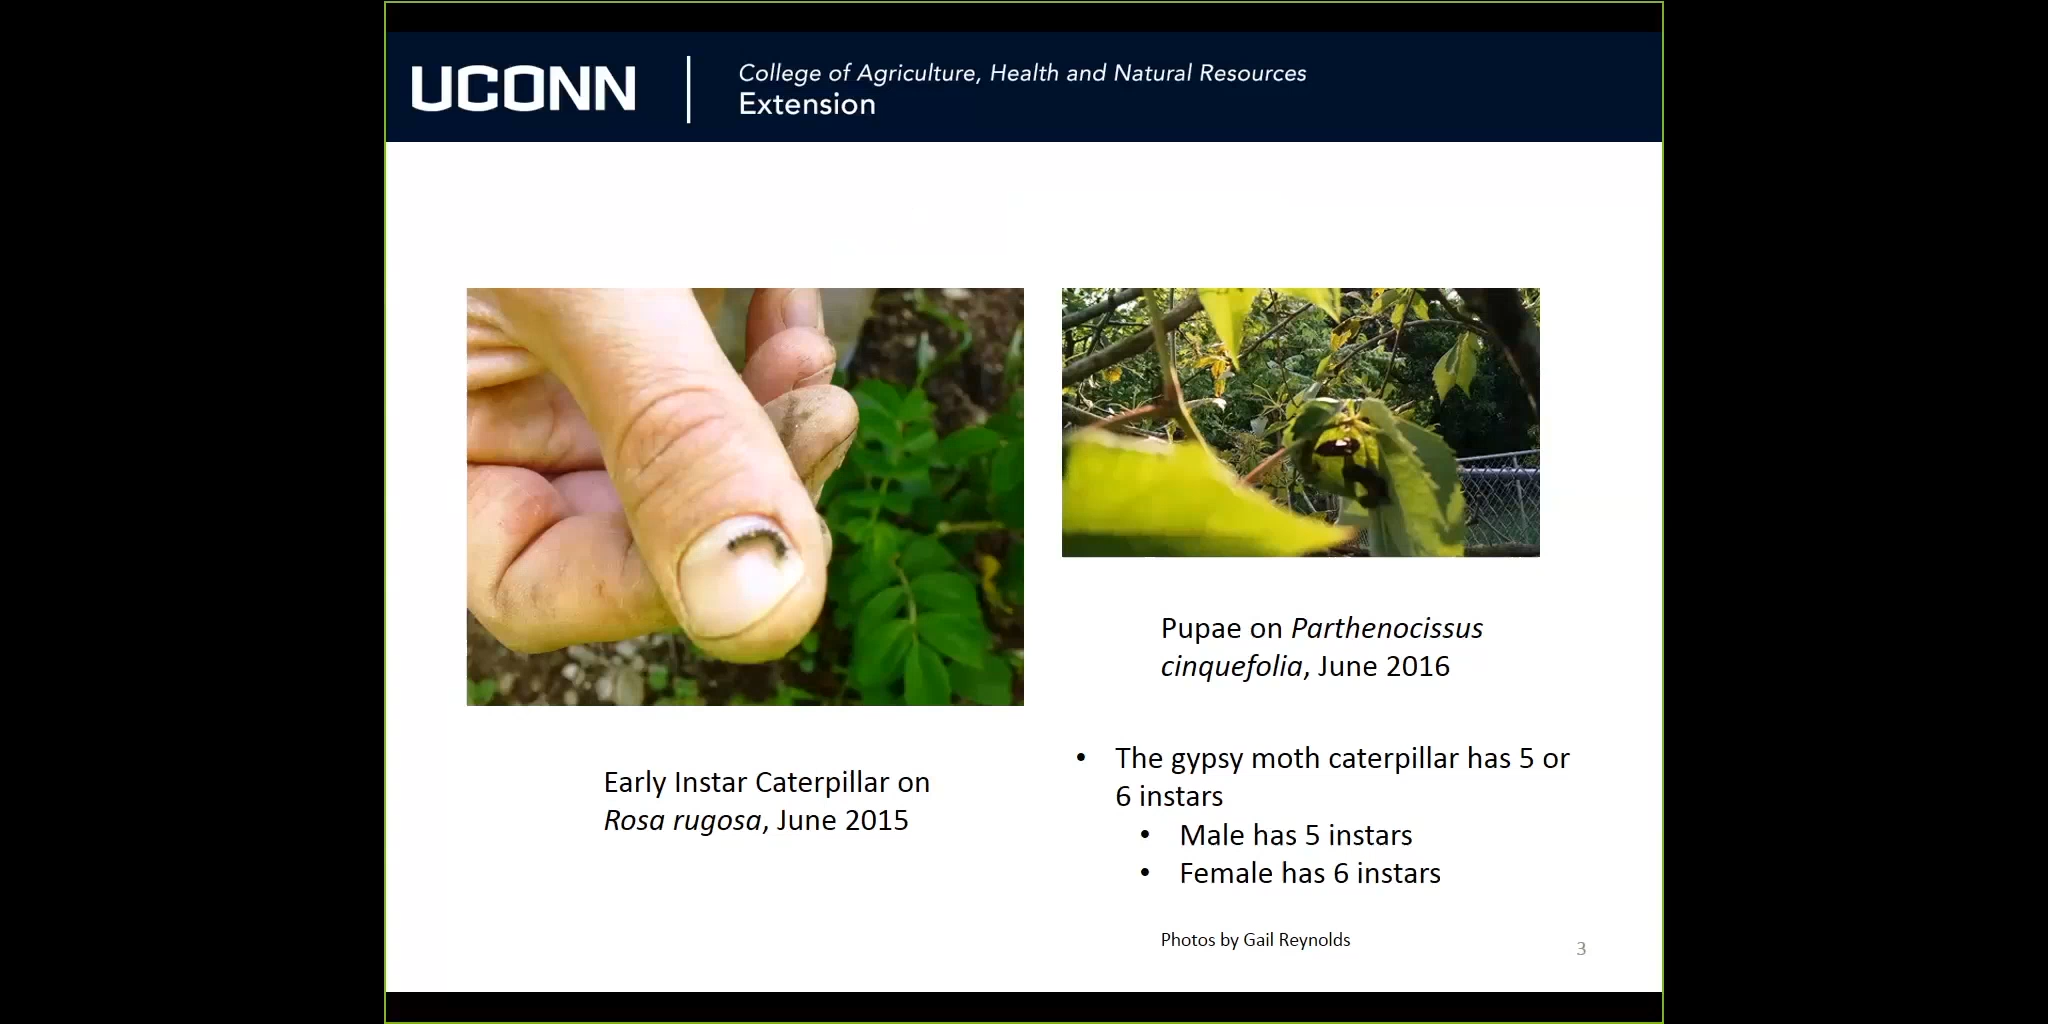 UCONN
College of Agriculture, Health and Natural Resources
Extension
Early Instar Caterpillar on
Rosa rugosa, June 2015
Pupae on Parthenocissus
cinquefolia, June 2016
• The gypsy moth caterpillar has 5 or
6 instars
• Male has 5 instars
• Female has 6 instars
Photos by Gail Reynolds
3